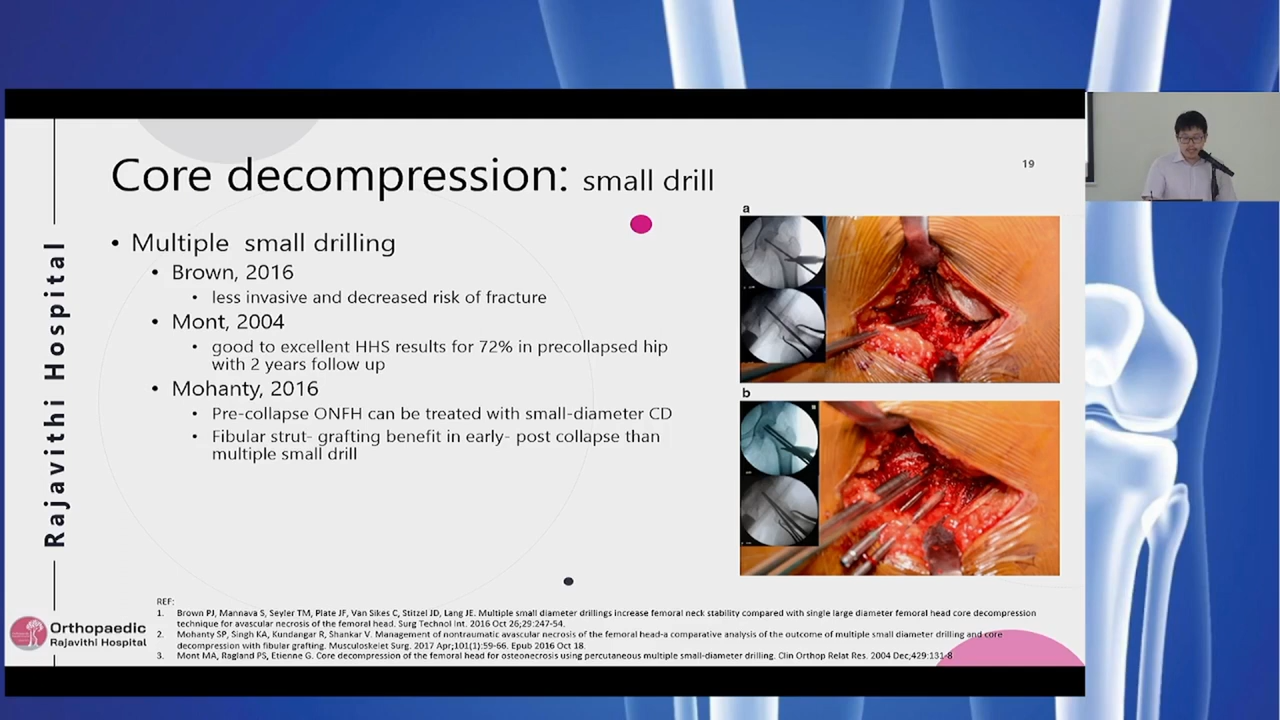 Core decompression: small drill
19
• Multiple small drilling
• Brown, 2016
• less invasive and decreased risk of fracture
• Mont, 2004
• good to excellent HHS results for 72% in precollapsed hip
with 2 years follow up
• Mohanty, 2016
• Pre-collapse ONFH can be treated with small-diameter CD
• Fibular strut- grafting benefit in early- post collapse than
multiple small drill
a
b
Rajavithi Hospital
REF:
1. Brown PJ, Mannava S, Seyler TM, Plate JF, Van Sikes C, Stitzel JD, Lang JE. Multiple small diameter drillings increase femoral neck stability compared with single large diameter femoral head core decompression
technique for avascular necrosis of the femoral head. Surg Technol Int. 2016 Oct 26;29:247-54.
2. Mohanty SP, Singh KA, Kundangar R, Shankar V. Management of nontraumatic avascular necrosis of the femoral head-a comparative analysis of the outcome of multiple small diameter drilling and core
decompression with fibular grafting. Musculoskelet Surg. 2017 Apr;101(1):59-66. Epub 2016 Oct 18.
3. Mont MA, Ragland PS, Etienne G. Core decompression of the femoral head for osteonecrosis using percutaneous multiple small-diameter drilling. Clin Orthop Relat Res. 2004 Dec;429:131-8
Orthopaedic
Rajavithi Hospital